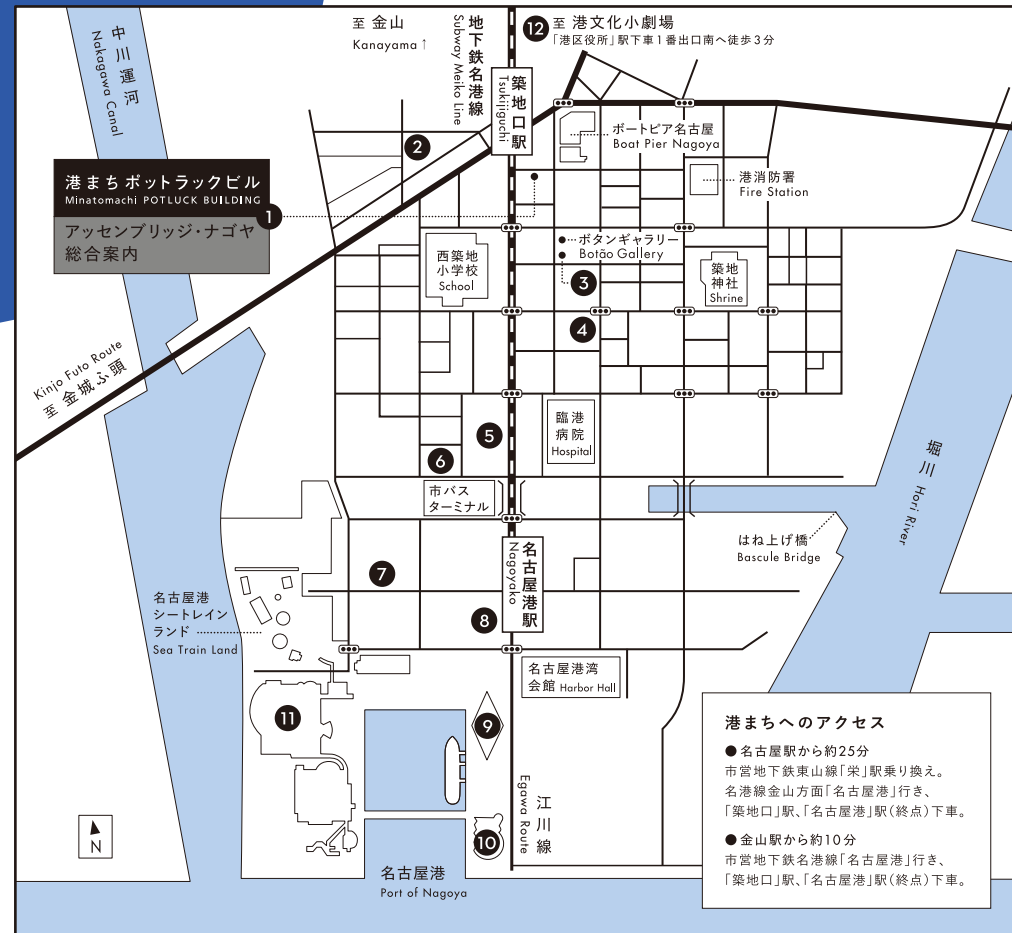 中川運河
Nakagawa Canal
至 金山
Kanayama ↑
地下鉄名港線
Subway Meiko Line
12
至 港文化小劇場
「港区役所」駅下車1番出口南へ徒歩3分
築地口駅
Tsukijiguchi
2
ボートピア名古屋
Boat Pier Nagoya
港消防署
Fire Station
港まちポットラックビル
Minatomachi POTLUCK BUILDING
1
アッセンブリッジ・ナゴヤ
総合案内
西築地
小学校
School
ボタンギャラリー
Botão Gallery
3
築地
神社
Shrine
4
Kinjo Futo Route
至 金城ふ頭
5
臨港
病院
Hospital
6
市バス
ターミナル
堀川
Hori River
はね上げ橋
Bascule Bridge
名古屋港駅
Nagoyako
7
名古屋港
シートレイン
ランド
Sea Train Land
8
名古屋港湾
会館 Harbor Hall
11
9
江川線
Egawa Route
10
N
名古屋港
Port of Nagoya
港まちへのアクセス
●名古屋駅から約25分
市営地下鉄東山線「栄」駅乗り換え。
名港線金山方面「名古屋港」行き、
「築地口」駅、「名古屋港」駅(終点)下車。
●金山駅から約10分
市営地下鉄名港線「名古屋港」行き、
「築地口」駅、「名古屋港」駅(終点)下車。